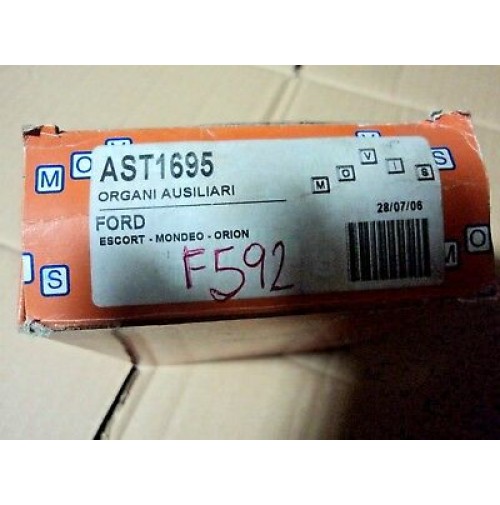 AST1695
ORGANI AUSILIARI
FORD
ESCORT - MONDEO - ORION
F592
MOVIS
28/07/06
M O
S
M O